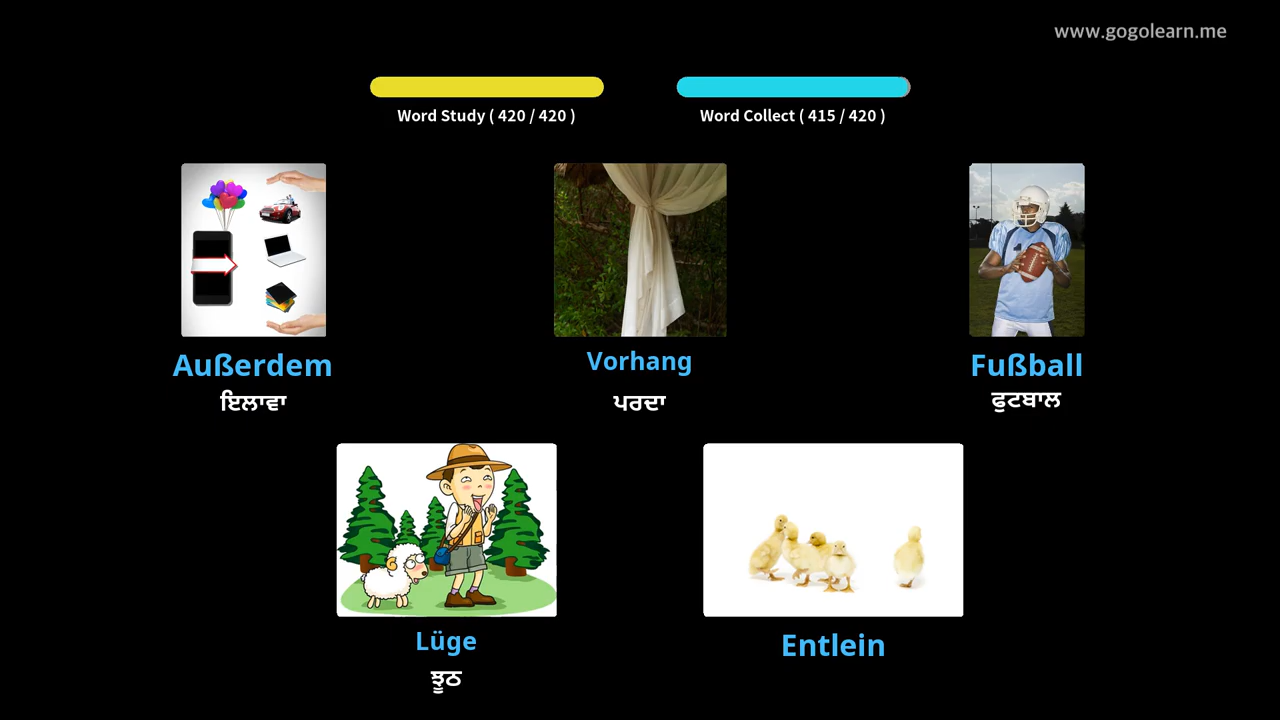 www.gogolearn.me
Word Study ( 420 / 420 )
Word Collect ( 415 / 420 )
Außerdem
ਇਲਾਵਾ
Vorhang
ਪਰਦਾ
Fußball
ਫੁਟਬਾਲ
Lüge
ਝੂਠ
Entlein